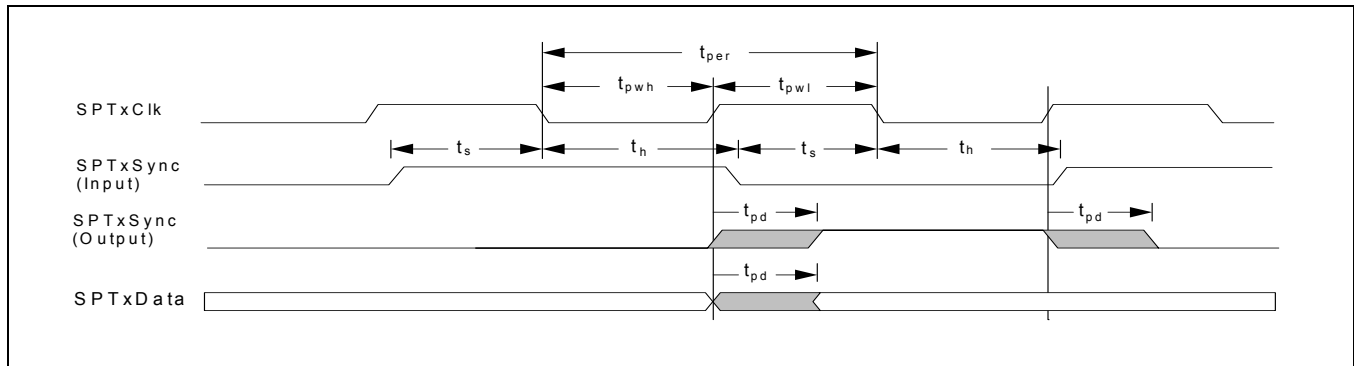 tper
tpwh tpwl
SPTxClk
ts th ts th
SPTxSync
(Input)
tpd tpd
SPTxSync
(Output)
tpd
SPTxData